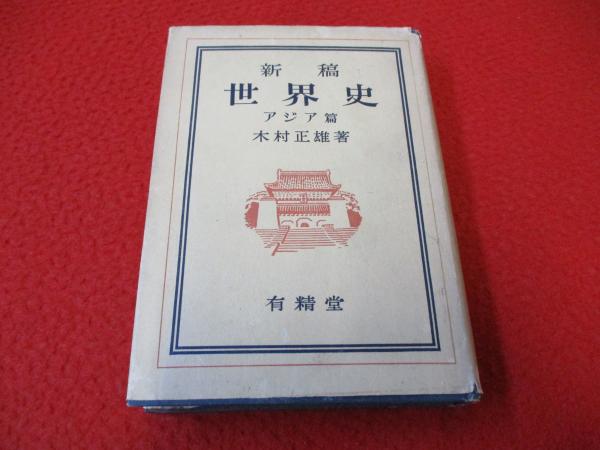 新稿
世界史
アジア篇
木村正雄著
有精堂